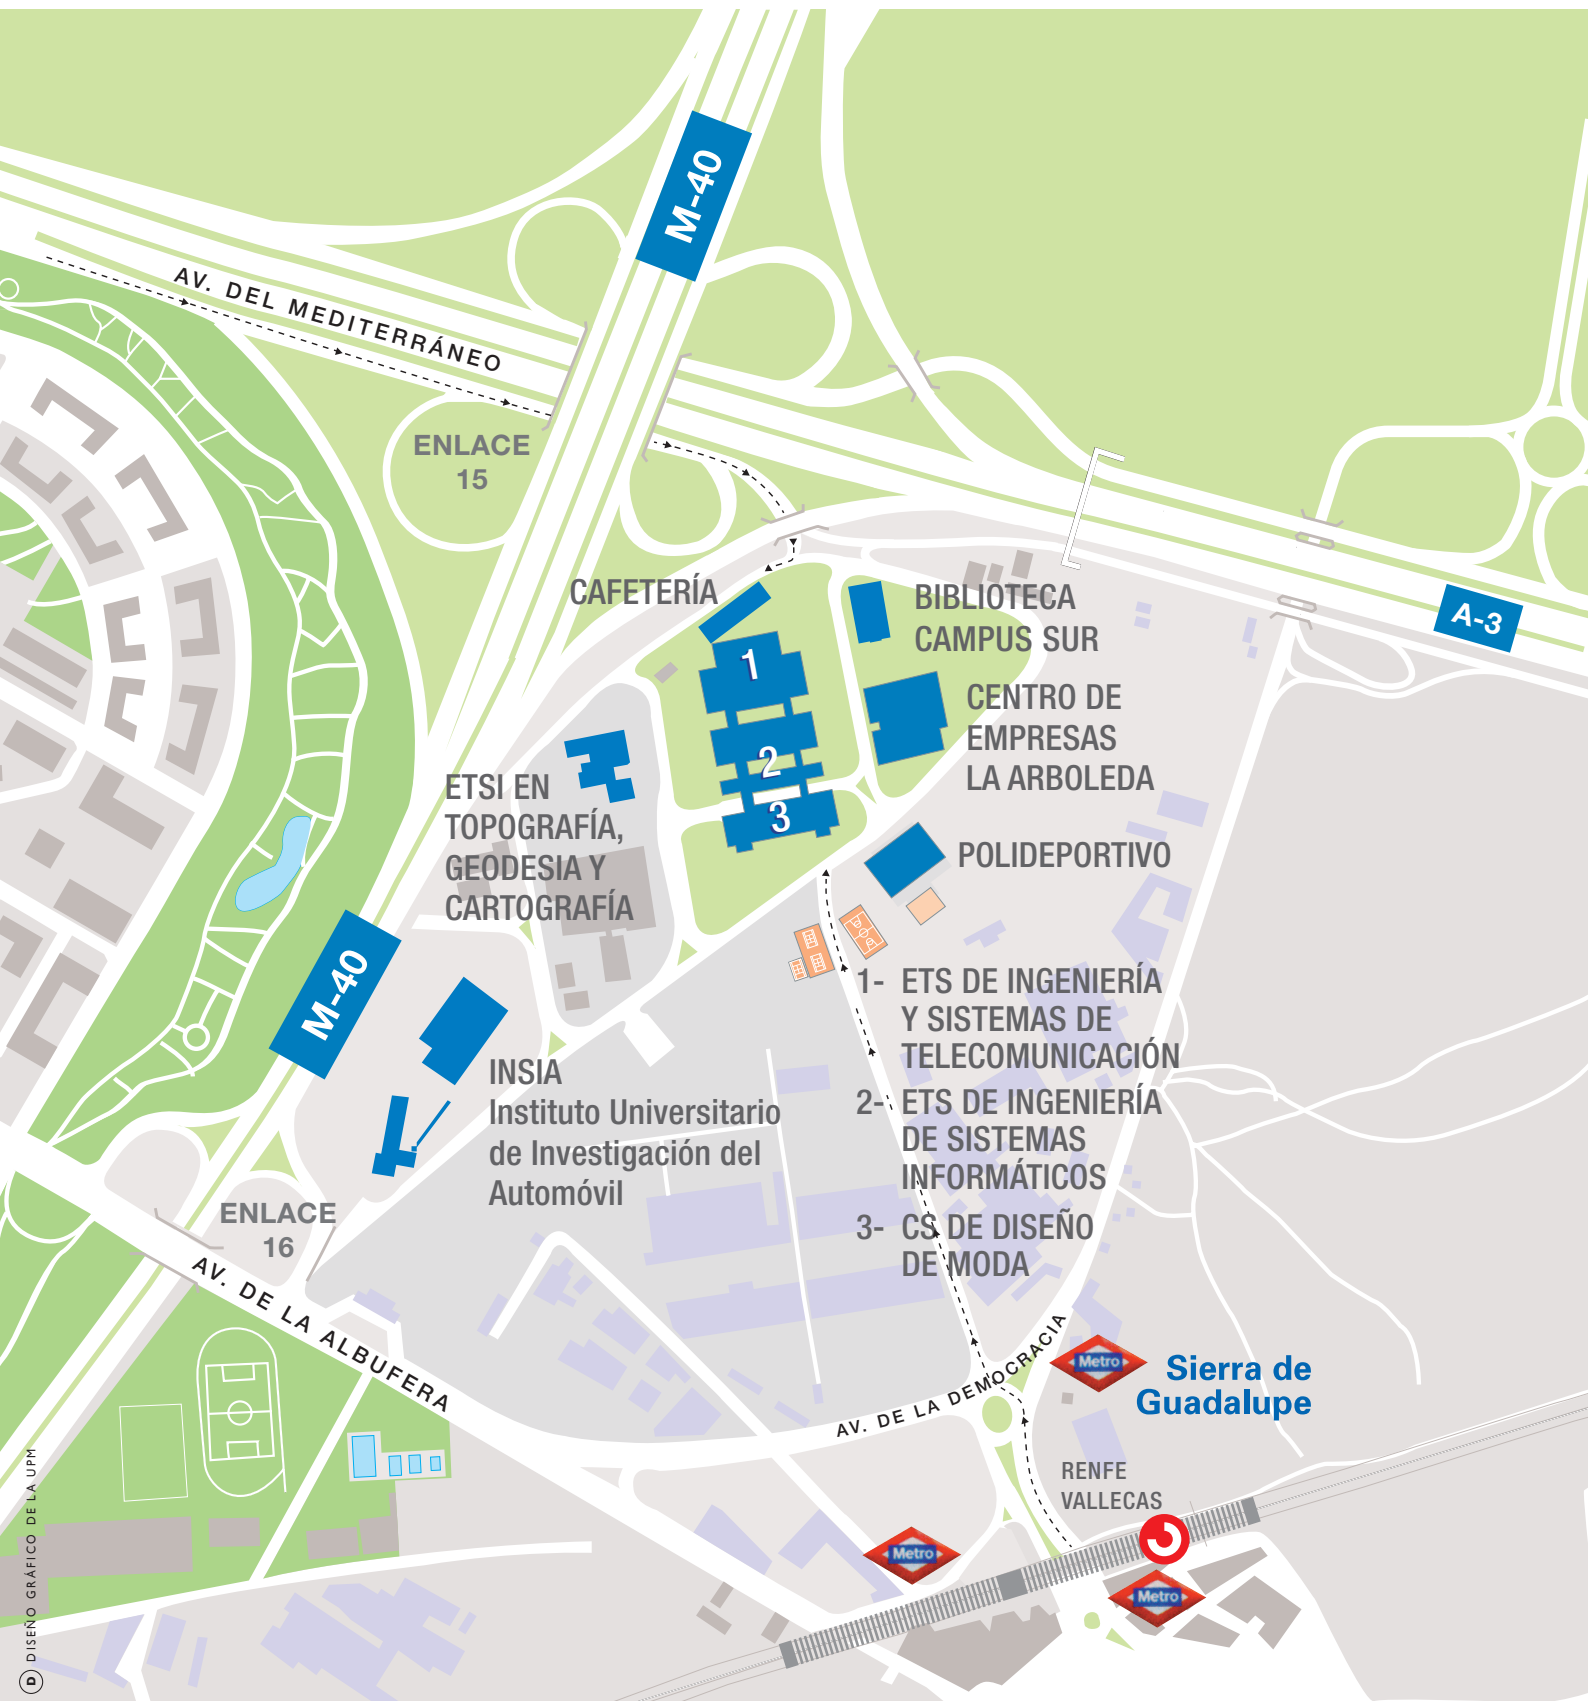 M-40
AV. DEL MEDITERRÁNEO
ENLACE
15
CAFETERÍA
BIBLIOTECA
CAMPUS SUR
A-3
1
2
3
CENTRO DE
EMPRESAS
LA ARBOLEDA
ETSI EN
TOPOGRAFÍA,
GEODESIA Y
CARTOGRAFÍA
POLIDEPORTIVO
M-40
1- ETS DE INGENIERÍA
Y SISTEMAS DE
TELECOMUNICACIÓN
2- ETS DE INGENIERÍA
DE SISTEMAS
INFORMÁTICOS
3- CS DE DISEÑO
DE MODA
INSIA
Instituto Universitario
de Investigación del
Automóvil
ENLACE
16
AV. DE LA ALBUFERA
AV. DE LA DEMOCRACIA
Metro
Sierra de
Guadalupe
RENFE
VALLECAS
Metro
Metro
D DISEÑO GRÁFICO DE LA UPM